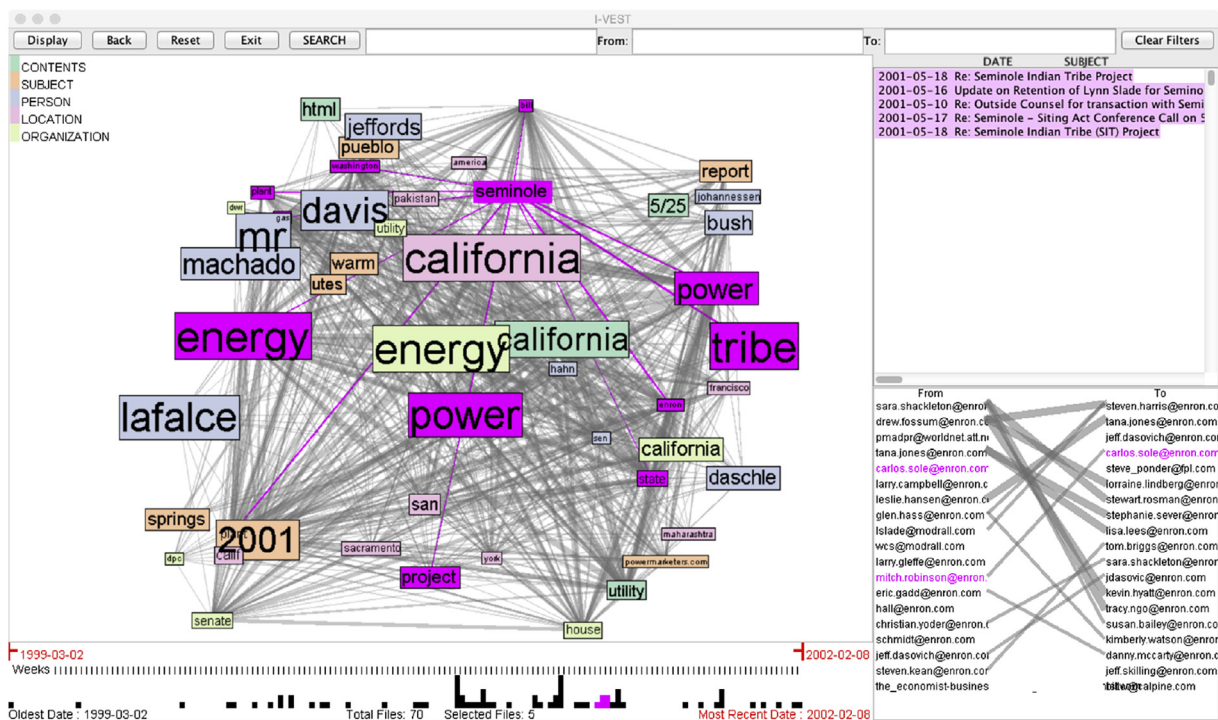 I-VEST
Display Back Reset Exit SEARCH From: To: Clear Filters
CONTENTS
SUBJECT
PERSON
LOCATION
ORGANIZATION
DATE SUBJECT
2001-05-18 Re: Seminole Indian Tribe Project
2001-05-16 Update on Retention of Lynn Slade for Semino
2001-05-10 Re: Outside Counsel for transaction with Semi
2001-05-17 Re: Seminole - Siting Act Conference Call on 5
2001-05-18 Re: Seminole Indian Tribe (SIT) Project
html
bill
jeffords
pueblo
washington
america
report
plant
pakistan
seminole
johannessen
dwr
davis
5/25
gas
mr
utility
bush
machado
warm
california
utes
power
energy
energy
california
tribe
hahn
francisco
lafalce
power
enron
sen
california
state
daschle
san
springs
plant
2001
calif
sacramento
maharashtra
dpc
york
powermarketers.com
project
utility
senate
house
From To
sara.shackleton@enron steven.harris@enron.co
drew.fossum@enron.co tana.jones@enron.com
pmadpr@worldnet.att.ne jeff.dasovich@enron.co
tana.jones@enron.com carlos.sole@enron.com
carlos.sole@enron.com steve_ponder@fpl.com
larry.campbell@enron.c lorraine.lindberg@enron
leslie.hansen@enron.c stewart.rosman@enron
glen.hass@enron.com stephanie.sever@enron
lslade@modrall.com lisa.lees@enron.com
wcs@modrall.com tom.briggs@enron.com
larry.gleffe@enron.com sara.shackleton@enron
mitch.robinson@enron. jdasovic@enron.com
eric.gadd@enron.com kevin.hyatt@enron.com
hall@enron.com tracy.ngo@enron.com
christian.yoder@enron.c susan.bailey@enron.com
schmidt@enron.com kimberly.watson@enron
jeff.dasovich@enron.co danny.mccarty@enron.c
steven.kean@enron.co jeff.skilling@enron.com
the_economist-busines
1999-03-02 2002-02-08
Weeks
Oldest Date : 1999-03-02 Total Files: 70 Selected Files: 5 Most Recent Date : 2002-02-08